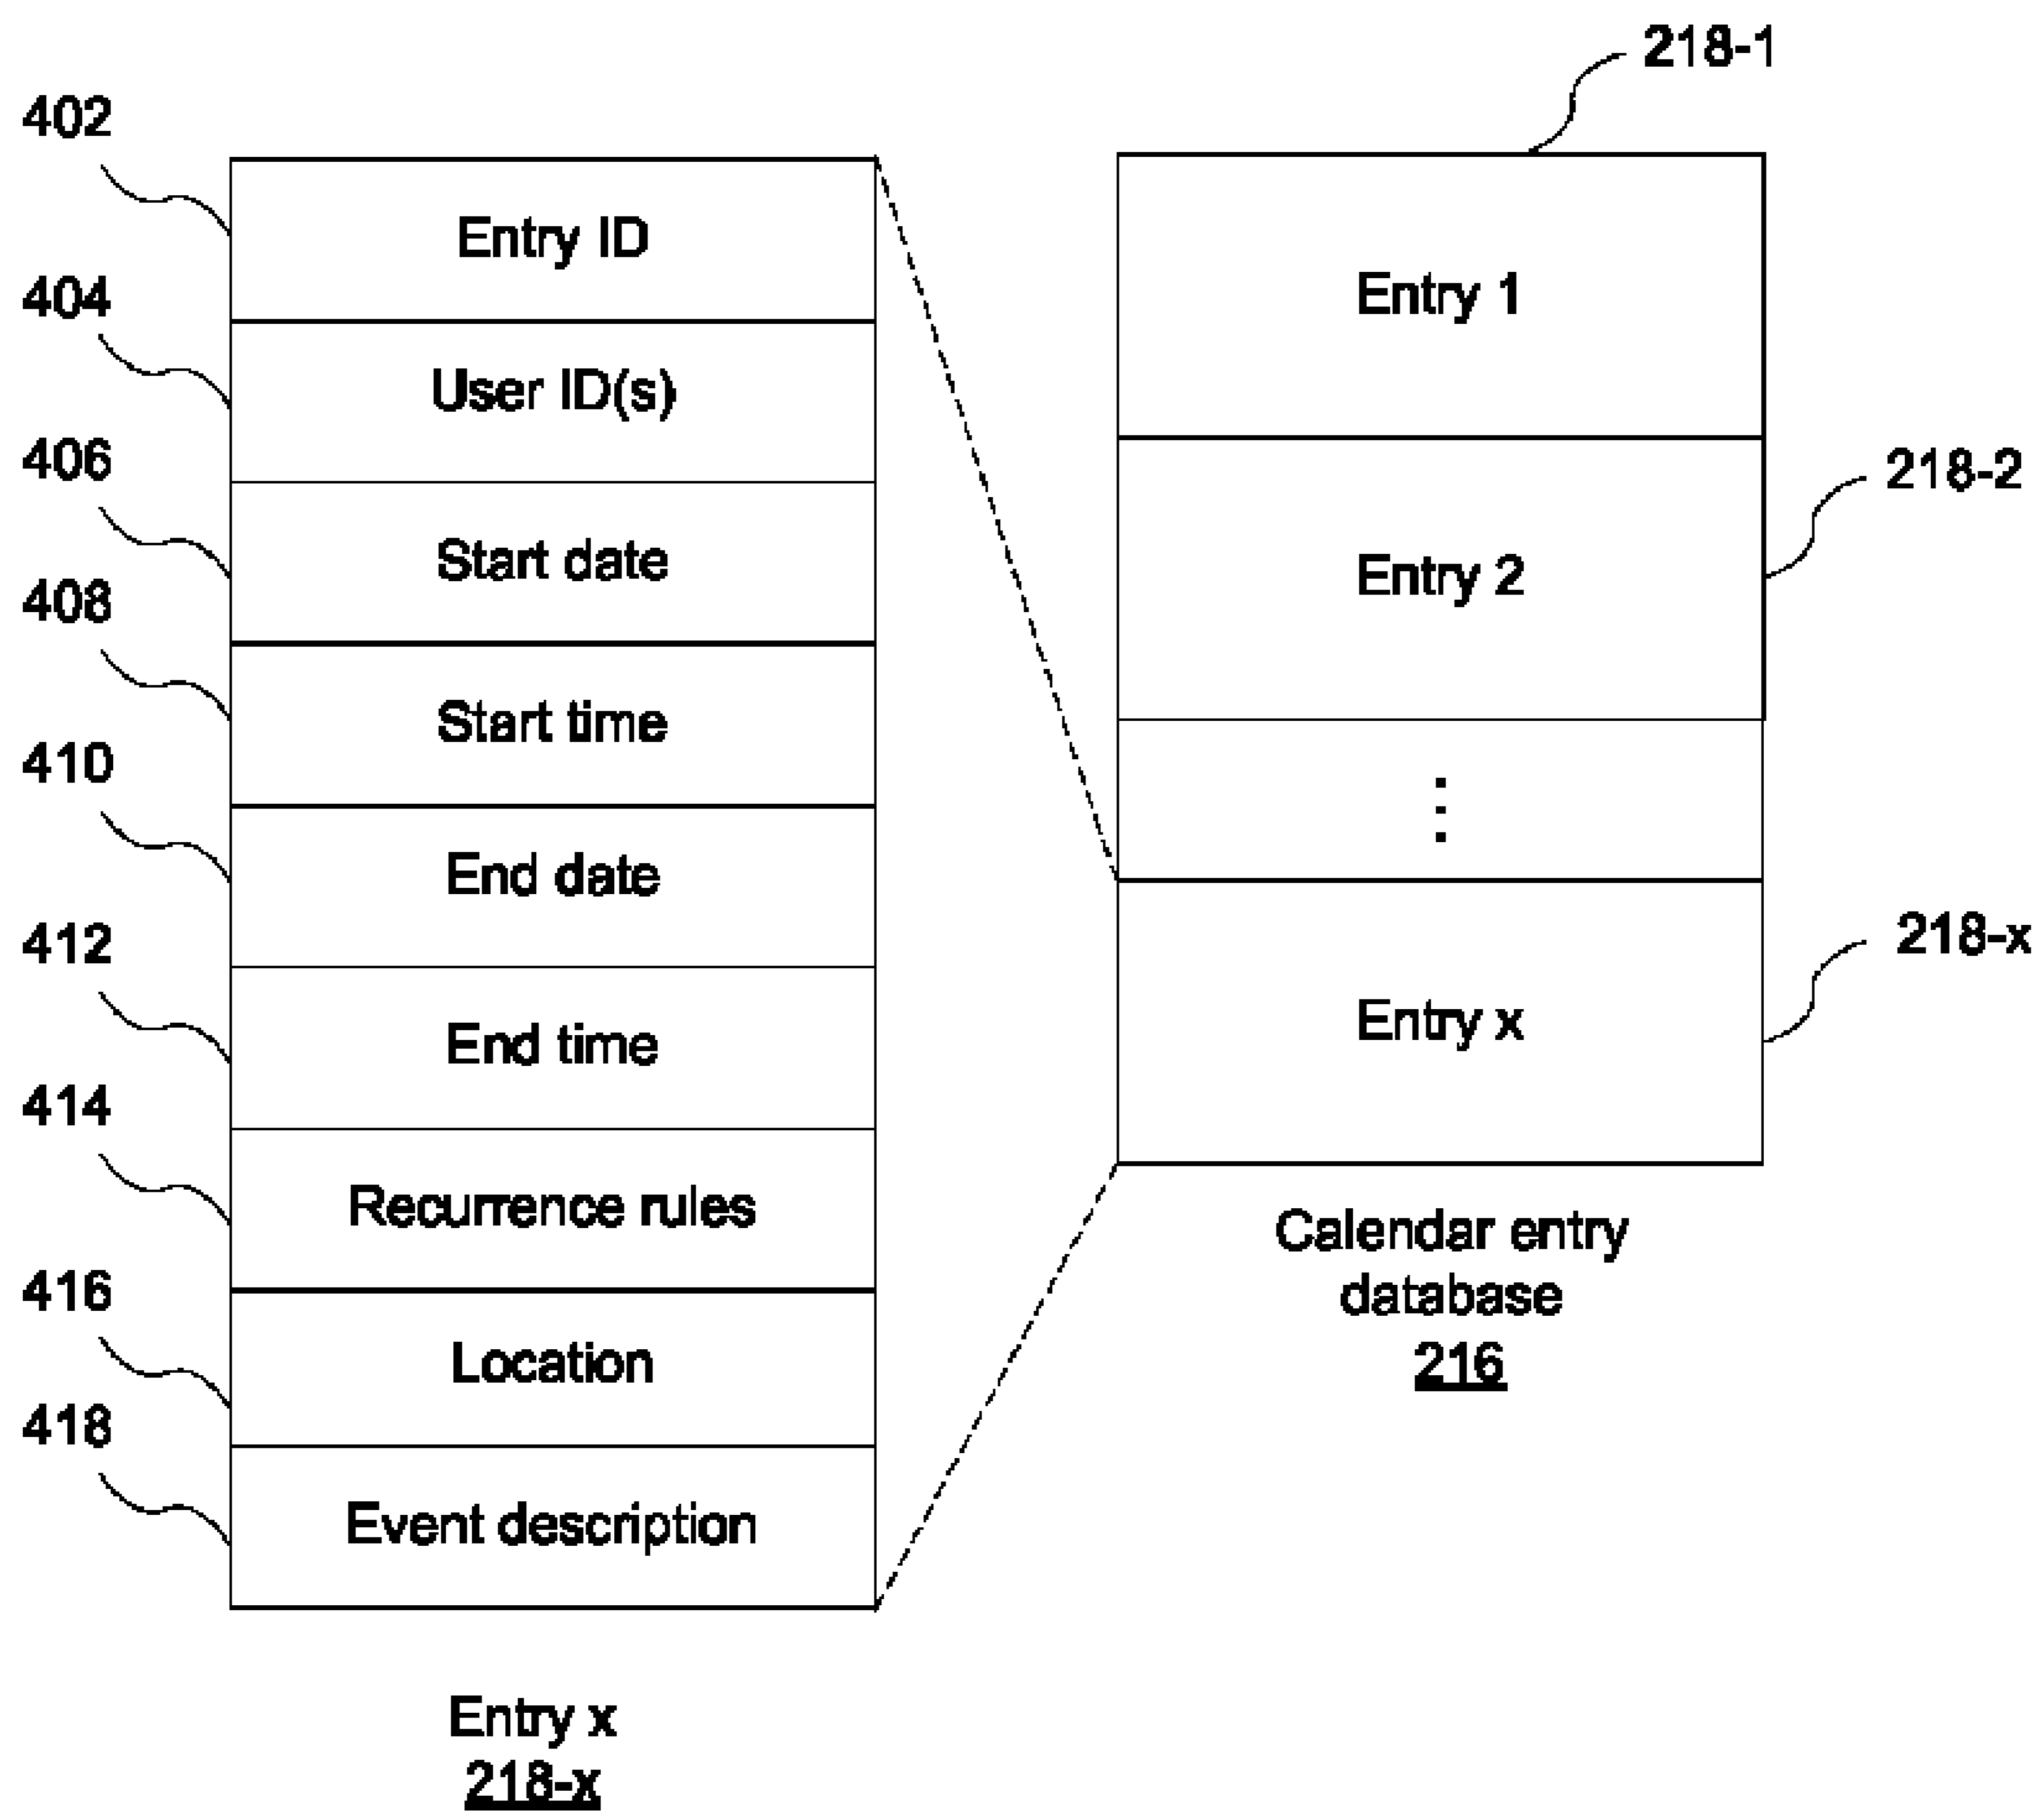 218-1
402
Entry ID
404
User ID(s)
406
Start date
408
Start time
410
End date
412
End time
414
Recurrence rules
416
Location
418
Event description
Entry x
218-x
Entry 1
Entry 2
218-2
⋮
Entry x
218-x
Calendar entry
database
216